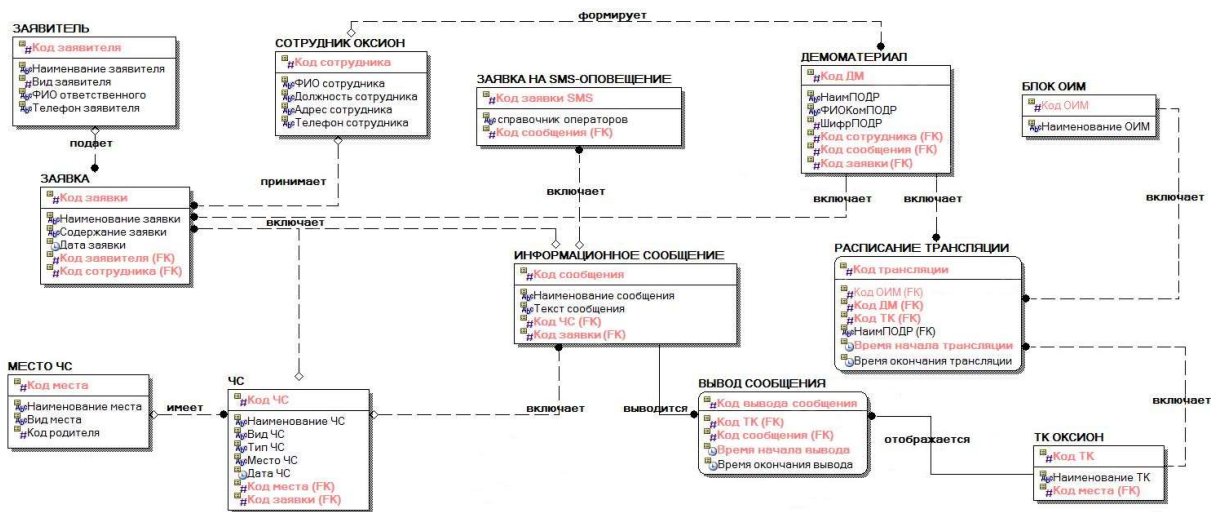 ЗАЯВИТЕЛЬ
Код заявителя
Наименвание заявителя
Вид заявителя
ФИО ответственного
Телефон заявителя
подает
ЗАЯВКА
Код заявки
Наименование заявки
Содержание заявки
Дата заявки
Код заявителя (FK)
Код сотрудника (FK)
СОТРУДНИК ОКСИОН
Код сотрудника
ФИО сотрудника
Должность сотрудника
Адрес сотрудника
Телефон сотрудника
принимает
формирует
ЗАЯВКА НА SMS-ОПОВЕЩЕНИЕ
Код заявки SMS
справочник операторов
Код сообщения (FK)
включает
ДЕМОМАТЕРИАЛ
Код ДМ
НаимПОДР
ФИОКомПОДР
ШифрПОДР
Код сотрудника (FK)
Код сообщения (FK)
Код заявки (FK)
включает
включает
БЛОК ОИМ
Код ОИМ
Наименование ОИМ
включает
включает
ИНФОРМАЦИОННОЕ СООБЩЕНИЕ
Код сообщения
Наименование сообщения
Текст сообщения
Код ЧС (FK)
Код заявки (FK)
РАСПИСАНИЕ ТРАНСЛЯЦИИ
Код трансляции
Код ОИМ (FK)
Код ДМ (FK)
Код ТК (FK)
НаимПОДР (FK)
Время начала трансляции
Время окончания трансляции
МЕСТО ЧС
Код места
Наименование места
Вид места
Код родителя
имеет
ЧС
Код ЧС
Наименование ЧС
Вид ЧС
Тип ЧС
Место ЧС
Дата ЧС
Код места (FK)
Код заявки (FK)
включает
выводится
ВЫВОД СООБЩЕНИЯ
Код вывода сообщения
Код ТК (FK)
Код сообщения (FK)
Время начала вывода
Время окончания вывода
отображается
включает
ТК ОКСИОН
Код ТК
Наименование ТК
Код места (FK)